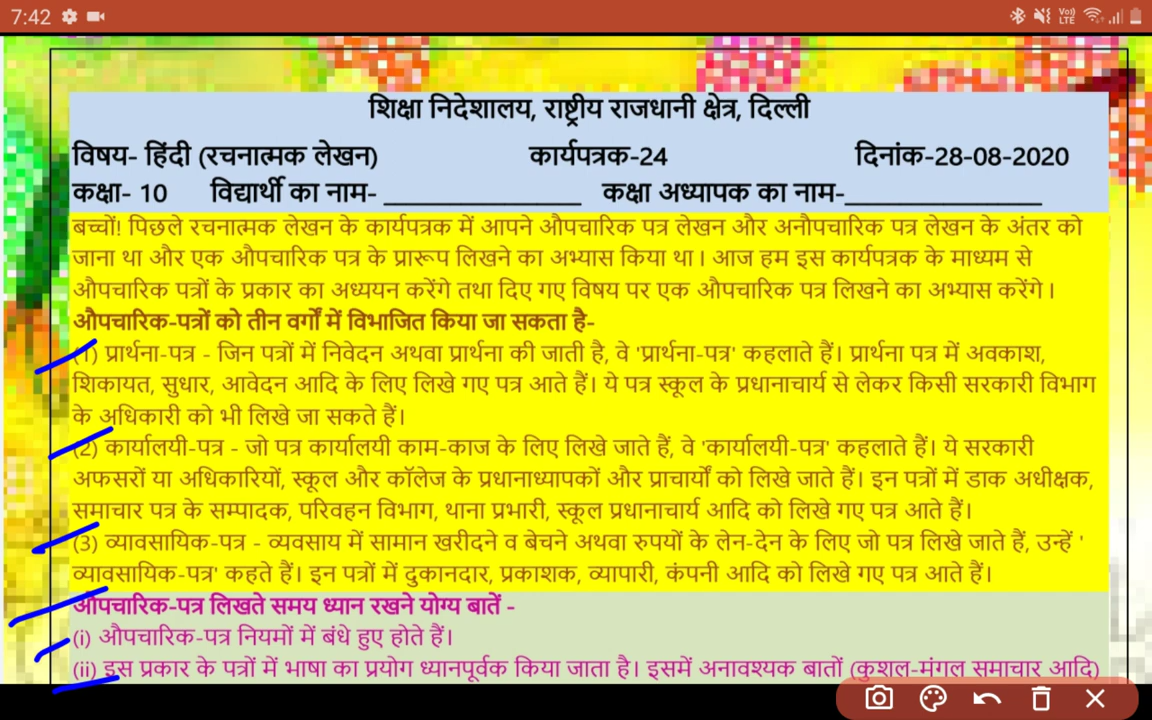 7:42
शिक्षा निदेशालय, राष्ट्रीय राजधानी क्षेत्र, दिल्ली
विषय- हिंदी (रचनात्मक लेखन) कार्यपत्रक-24 दिनांक-28-08-2020
कक्षा- 10 विद्यार्थी का नाम- _______________ कक्षा अध्यापक का नाम-_______________
बच्चों! पिछले रचनात्मक लेखन के कार्यपत्रक में आपने औपचारिक पत्र लेखन और अनौपचारिक पत्र लेखन के अंतर को
जाना था और एक औपचारिक पत्र के प्रारूप लिखने का अभ्यास किया था। आज हम इस कार्यपत्रक के माध्यम से
औपचारिक पत्रों के प्रकार का अध्ययन करेंगे तथा दिए गए विषय पर एक औपचारिक पत्र लिखने का अभ्यास करेंगे।
औपचारिक-पत्रों को तीन वर्गों में विभाजित किया जा सकता है-
(1) प्रार्थना-पत्र - जिन पत्रों में निवेदन अथवा प्रार्थना की जाती है, वे 'प्रार्थना-पत्र' कहलाते हैं। प्रार्थना पत्र में अवकाश,
शिकायत, सुधार, आवेदन आदि के लिए लिखे गए पत्र आते हैं। ये पत्र स्कूल के प्रधानाचार्य से लेकर किसी सरकारी विभाग
के अधिकारी को भी लिखे जा सकते हैं।
(2) कार्यालयी-पत्र - जो पत्र कार्यालयी काम-काज के लिए लिखे जाते हैं, वे 'कार्यालयी-पत्र' कहलाते हैं। ये सरकारी
अफसरों या अधिकारियों, स्कूल और कॉलेज के प्रधानाध्यापकों और प्राचार्यों को लिखे जाते हैं। इन पत्रों में डाक अधीक्षक,
समाचार पत्र के सम्पादक, परिवहन विभाग, थाना प्रभारी, स्कूल प्रधानाचार्य आदि को लिखे गए पत्र आते हैं।
(3) व्यावसायिक-पत्र - व्यवसाय में सामान खरीदने व बेचने अथवा रुपयों के लेन-देन के लिए जो पत्र लिखे जाते हैं, उन्हें '
व्यावसायिक-पत्र' कहते हैं। इन पत्रों में दुकानदार, प्रकाशक, व्यापारी, कंपनी आदि को लिखे गए पत्र आते हैं।
औपचारिक-पत्र लिखते समय ध्यान रखने योग्य बातें -
(i) औपचारिक-पत्र नियमों में बंधे हुए होते हैं।
(ii) इस प्रकार के पत्रों में भाषा का प्रयोग ध्यानपूर्वक किया जाता है। इसमें अनावश्यक बातों (कुशल-मंगल समाचार आदि)